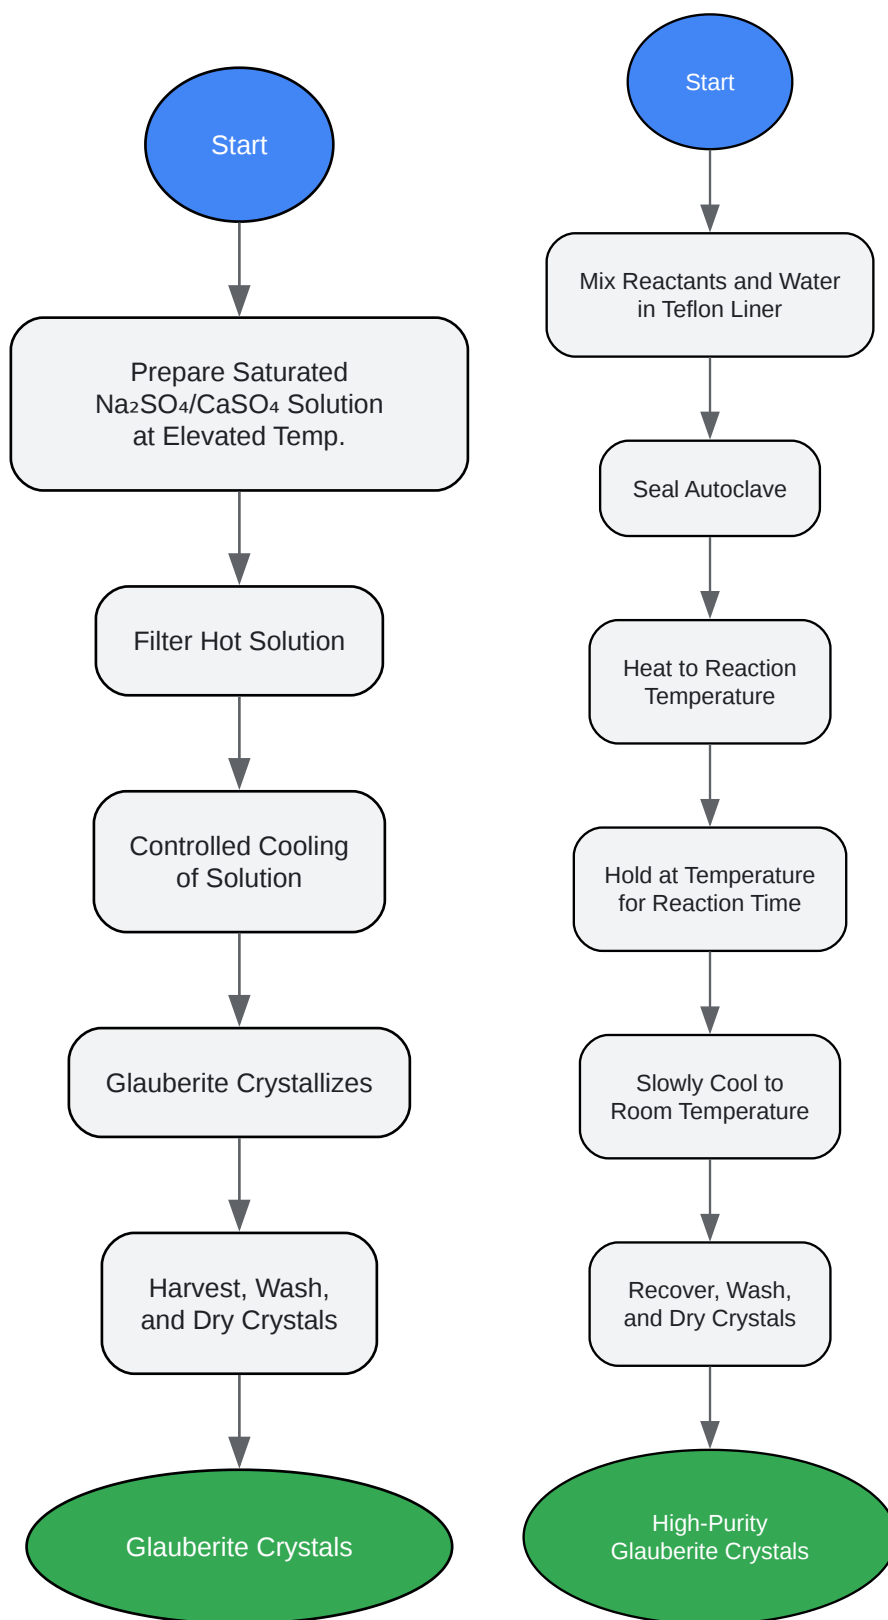 Start
Prepare Saturated
Na₂SO₄/CaSO₄ Solution
at Elevated Temp.
Filter Hot Solution
Controlled Cooling
of Solution
Glauberite Crystallizes
Harvest, Wash,
and Dry Crystals
Glauberite Crystals
Start
Mix Reactants and Water
in Teflon Liner
Seal Autoclave
Heat to Reaction
Temperature
Hold at Temperature
for Reaction Time
Slowly Cool to
Room Temperature
Recover, Wash,
and Dry Crystals
High-Purity
Glauberite Crystals